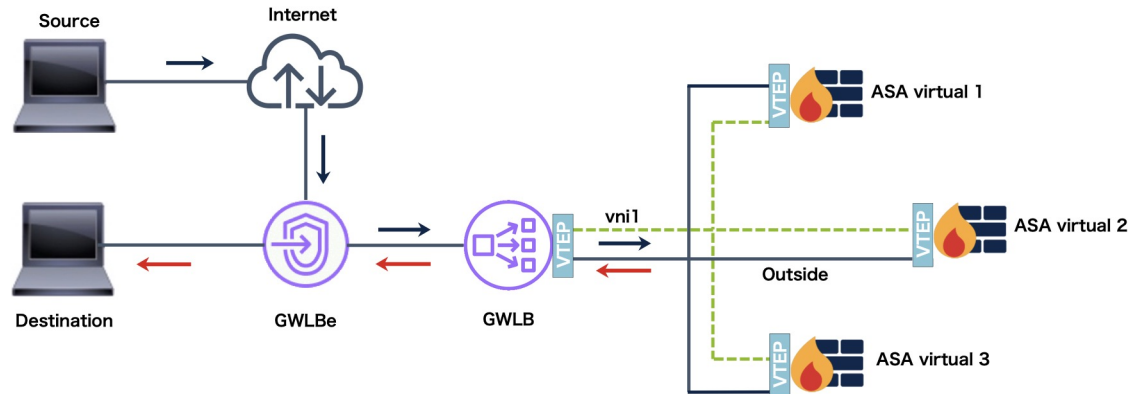 Source
Internet
VTEP
ASA virtual 1
vni1
VTEP
VTEP
ASA virtual 2
Outside
Destination
GWLBe
GWLB
VTEP
ASA virtual 3